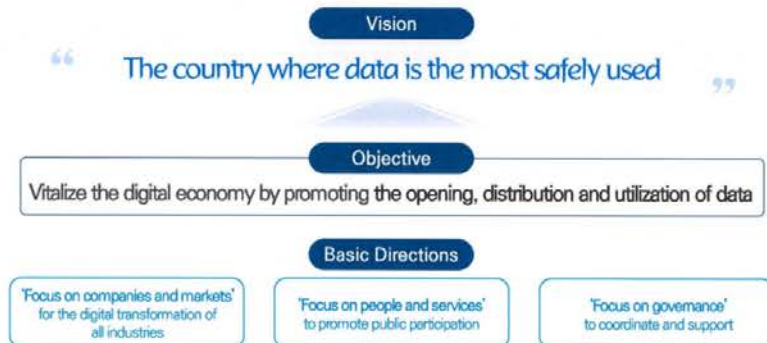 Vision
“ The country where data is the most safely used ”
Objective
Vitalize the digital economy by promoting the opening, distribution and utilization of data
Basic Directions
'Focus on companies and markets'
for the digital transformation of
all industries
'Focus on people and services'
to promote public participation
'Focus on governance'
to coordinate and support